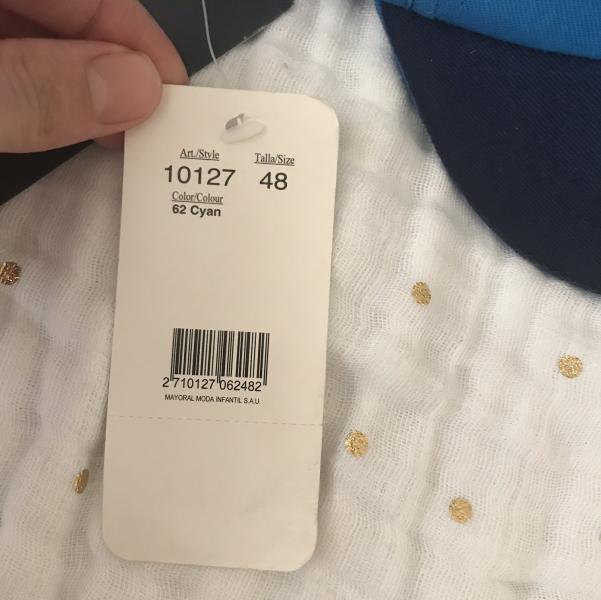 Art./Style Talla/Size
10127 48
Color/Colour
62 Cyan
2 710127 062482
MAYORAL MODA INFANTIL S.A.U.